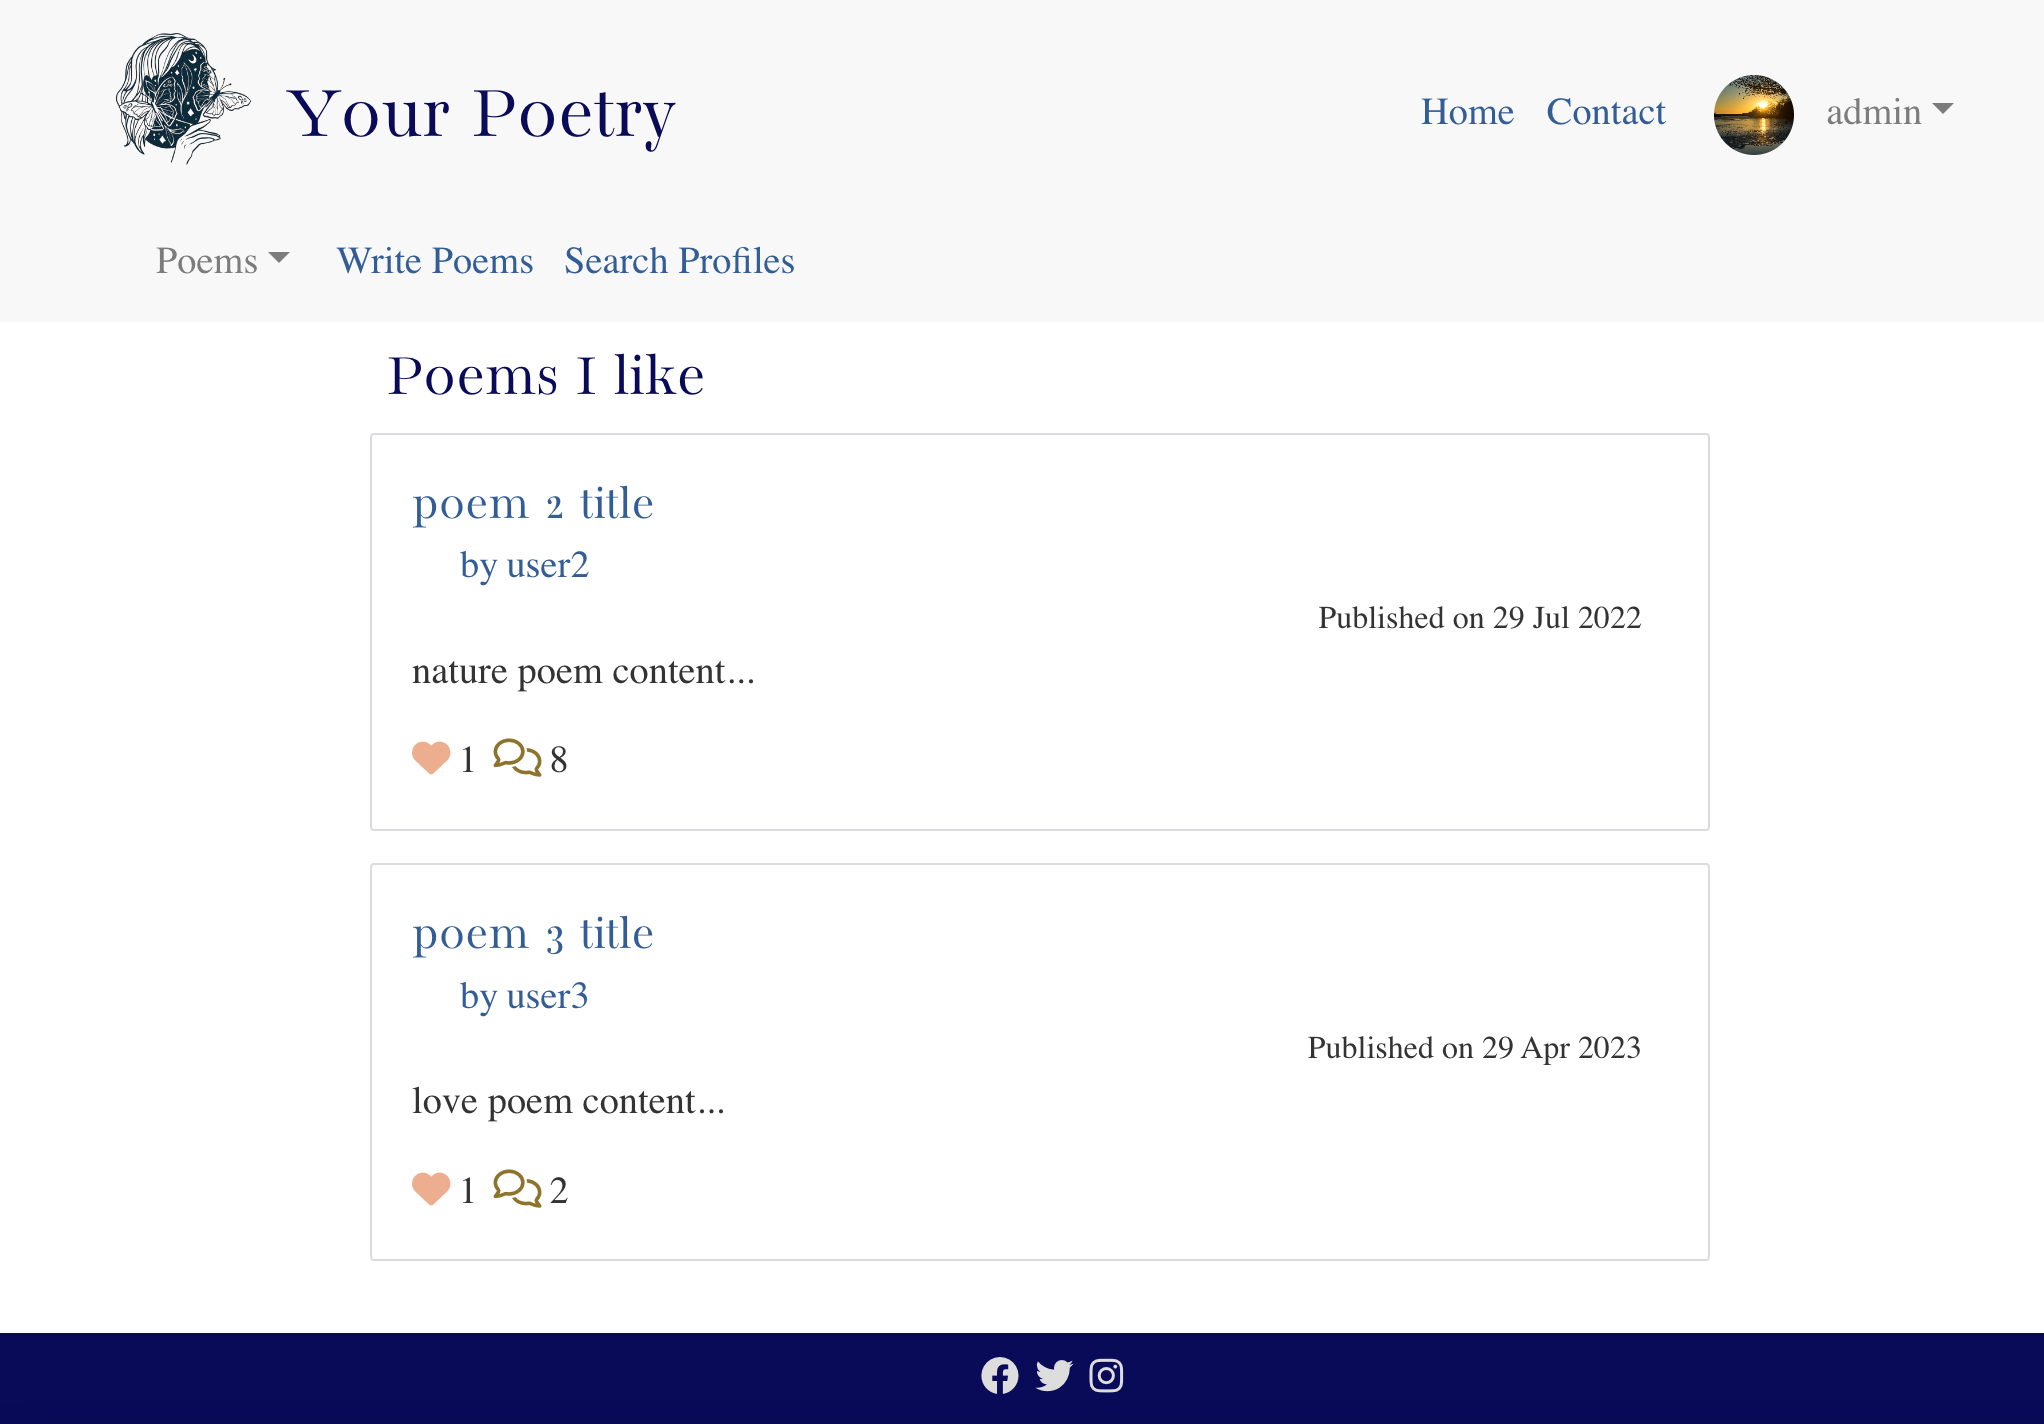 Your Poetry
Home Contact admin
Poems Write Poems Search Profiles
Poems I like
poem 2 title
by user2
Published on 29 Jul 2022
nature poem content...
1 8
poem 3 title
by user3
Published on 29 Apr 2023
love poem content...
1 2